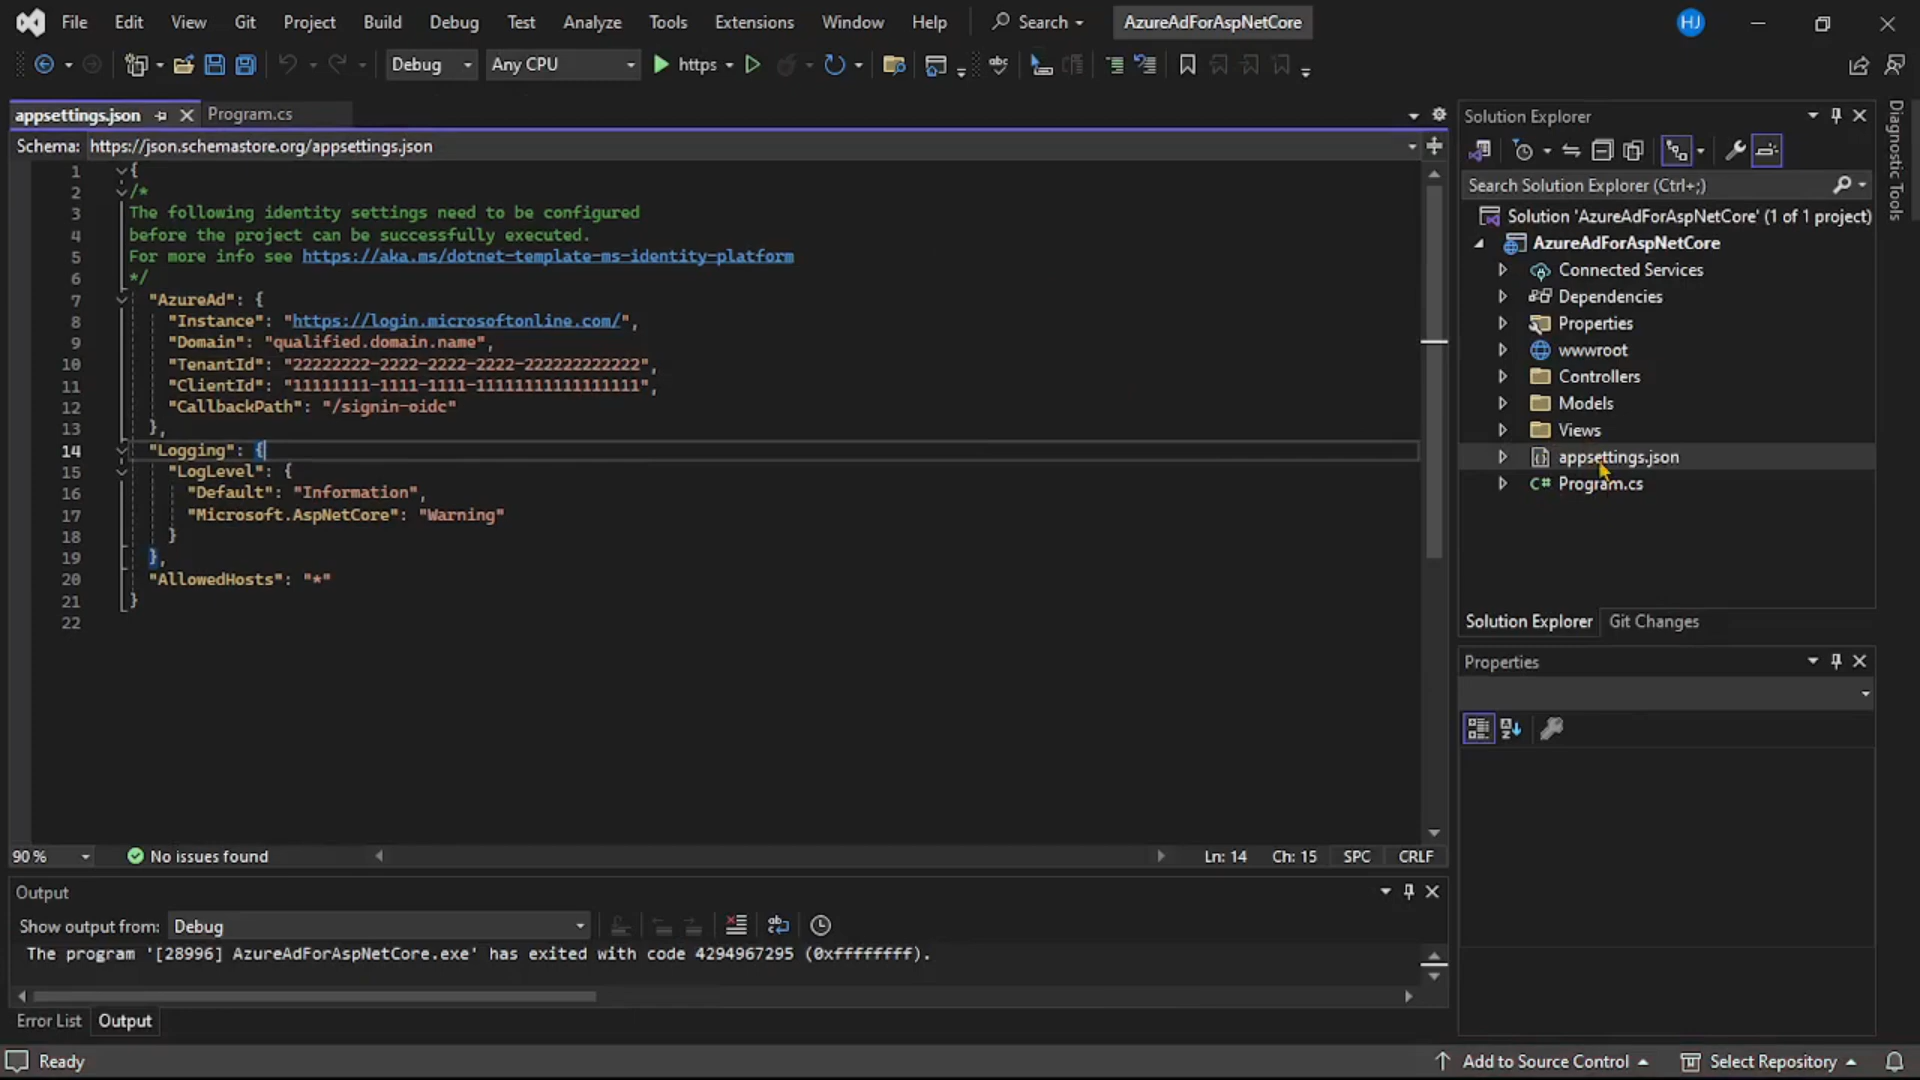 File Edit View Git Project Build Debug Test Analyze Tools Extensions Window Help Search AzureAdForAspNetCore HJ
Debug Any CPU https
appsettings.json Program.cs
Schema: https://json.schemastore.org/appsettings.json
1 {
2 /*
3 The following identity settings need to be configured
4 before the project can be successfully executed.
5 For more info see https://aka.ms/dotnet-template-ms-identity-platform
6 */
7 "AzureAd": {
8 "Instance": "https://login.microsoftonline.com/",
9 "Domain": "qualified.domain.name",
10 "TenantId": "22222222-2222-2222-2222-222222222222",
11 "ClientId": "11111111-1111-1111-11111111111111111",
12 "CallbackPath": "/signin-oidc"
13 },
14 "Logging": {
15 "LogLevel": {
16 "Default": "Information",
17 "Microsoft.AspNetCore": "Warning"
18 }
19 },
20 "AllowedHosts": "*"
21 }
22
90 % No issues found Ln: 14 Ch: 15 SPC CRLF
Output
Show output from: Debug
The program '[28996] AzureAdForAspNetCore.exe' has exited with code 4294967295 (0xffffffff).
Error List Output
Solution Explorer
Search Solution Explorer (Ctrl+;)
Solution 'AzureAdForAspNetCore' (1 of 1 project)
AzureAdForAspNetCore
Connected Services
Dependencies
Properties
wwwroot
Controllers
Models
Views
appsettings.json
C# Program.cs
Solution Explorer Git Changes
Properties
Diagnostic Tools
Ready Add to Source Control Select Repository